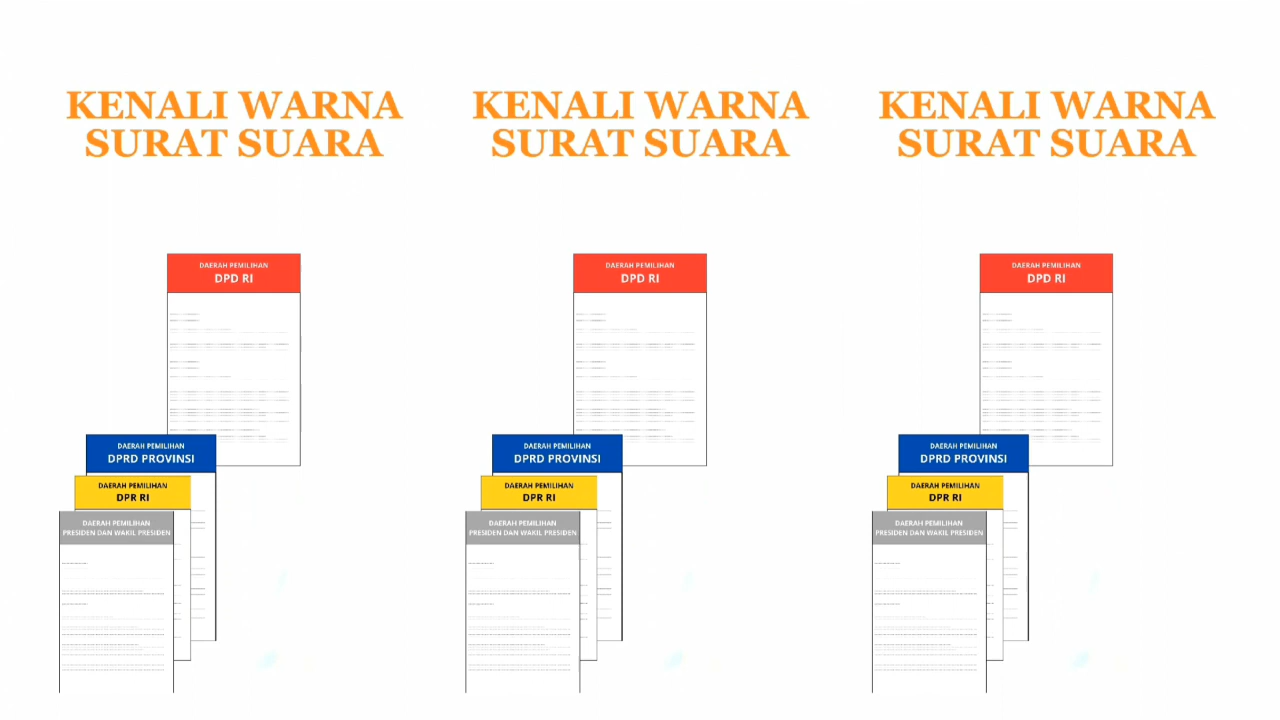 KENALI WARNA
SURAT SUARA
DAERAH PEMILIHAN
DPD RI
DAERAH PEMILIHAN
DPRD PROVINSI
DAERAH PEMILIHAN
DPR RI
DAERAH PEMILIHAN
PRESIDEN DAN WAKIL PRESIDEN
KENALI WARNA
SURAT SUARA
DAERAH PEMILIHAN
DPD RI
DAERAH PEMILIHAN
DPRD PROVINSI
DAERAH PEMILIHAN
DPR RI
DAERAH PEMILIHAN
PRESIDEN DAN WAKIL PRESIDEN
KENALI WARNA
SURAT SUARA
DAERAH PEMILIHAN
DPD RI
DAERAH PEMILIHAN
DPRD PROVINSI
DAERAH PEMILIHAN
DPR RI
DAERAH PEMILIHAN
PRESIDEN DAN WAKIL PRESIDEN